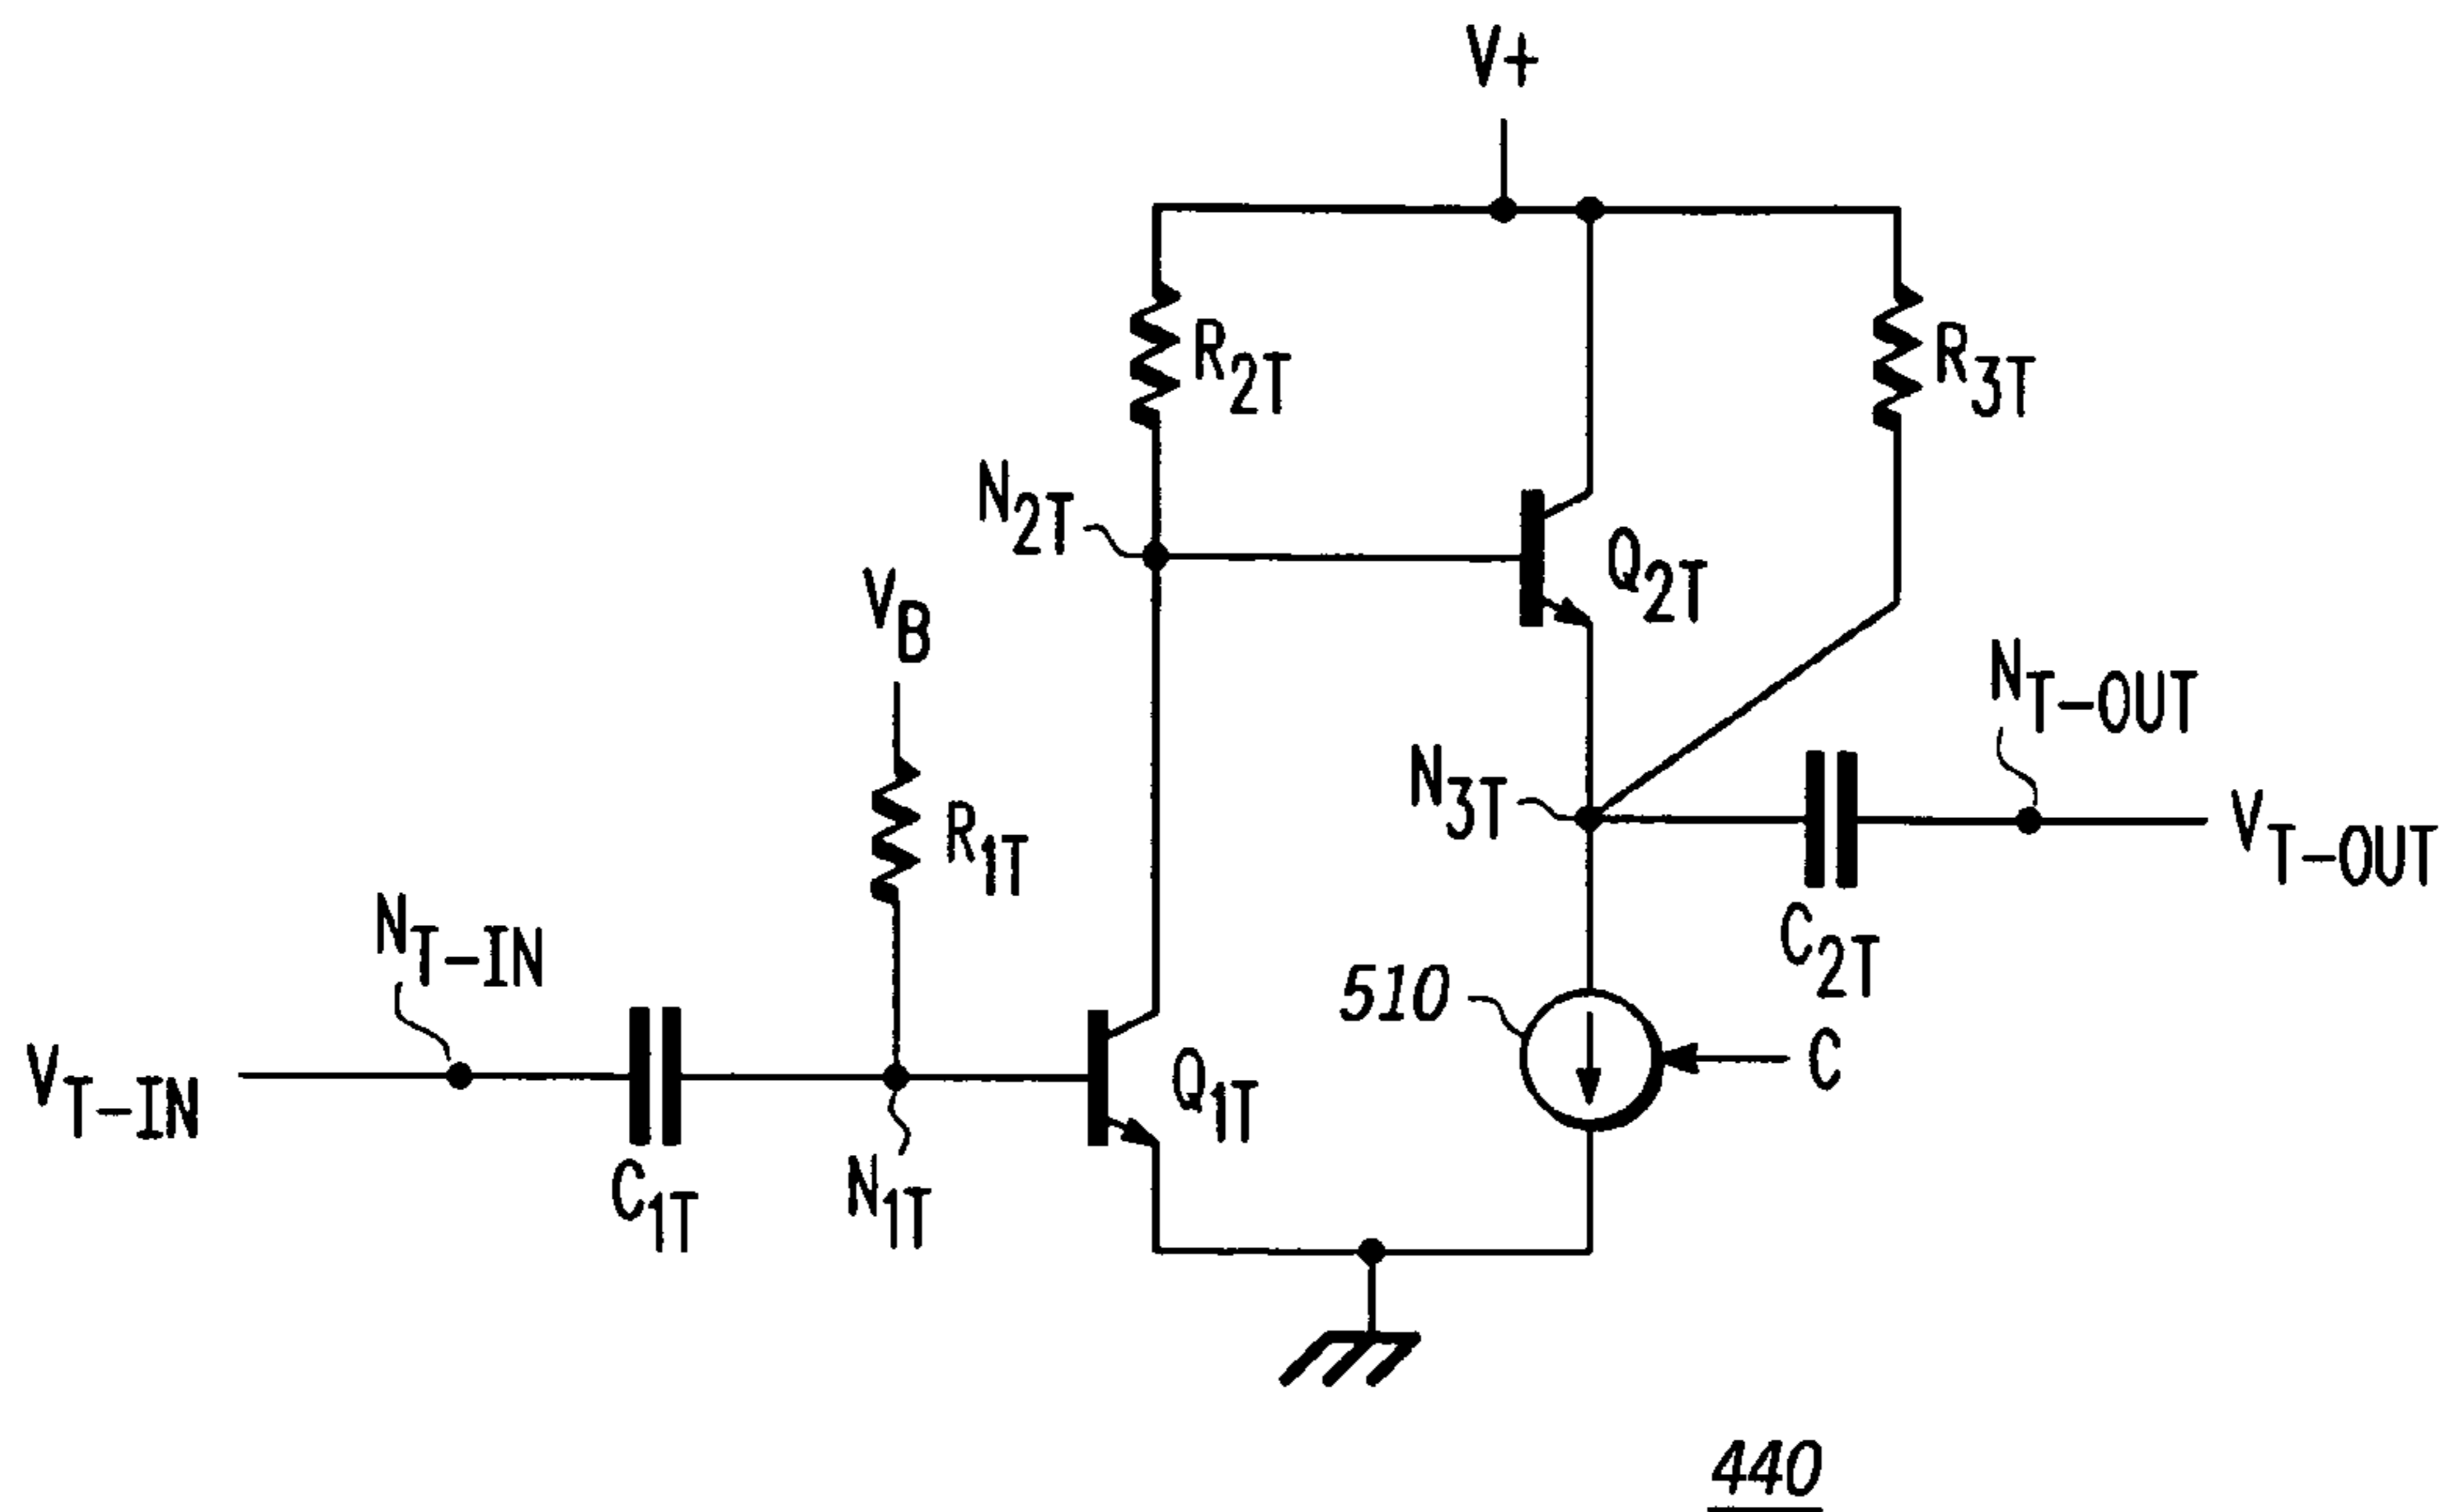 V+
R2T
R3T
N2T
Q2T
VB
NT-OUT
N3T
R1T
VT-OUT
NT-IN
C2T
510
C
VT-IN
Q1T
C1T
N1T
440